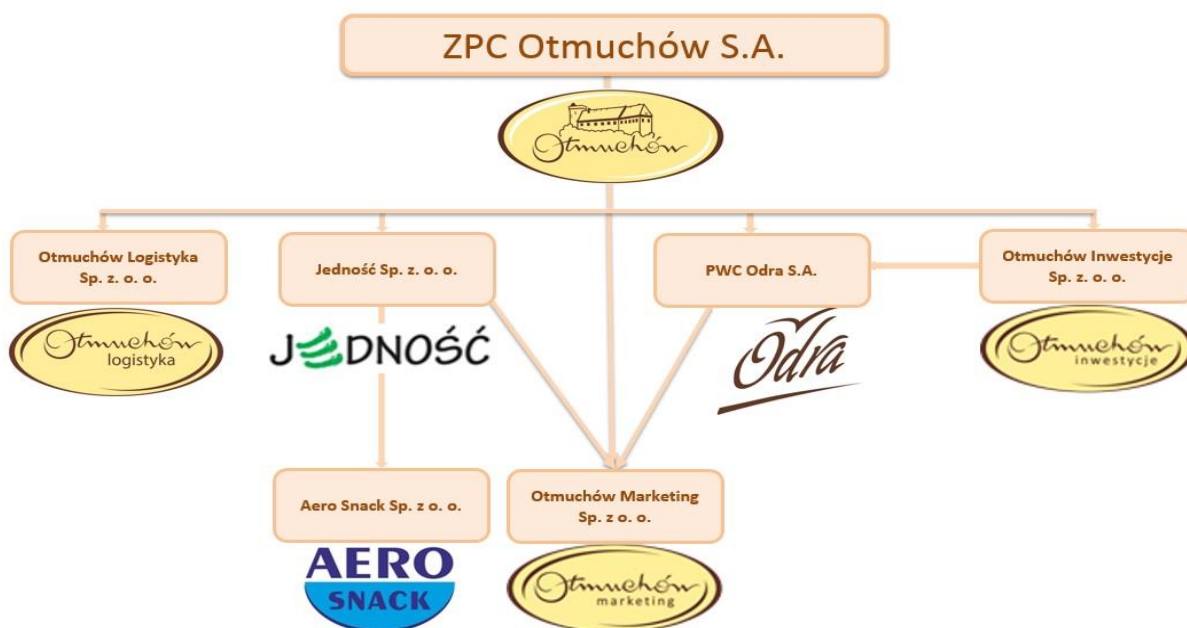 ZPC Otmuchów S.A.
Otmuchów
Otmuchów Logistyka
Sp. z. o. o.
Jedność Sp. z. o. o.
PWC Odra S.A.
Otmuchów Inwestycje
Sp. z. o. o.
Otmuchów
logistyka
JEDNOŚĆ
Odra
Otmuchów
inwestycje
Aero Snack Sp. z o. o.
Otmuchów Marketing
Sp. z o. o.
AERO
SNACK
Otmuchów
marketing